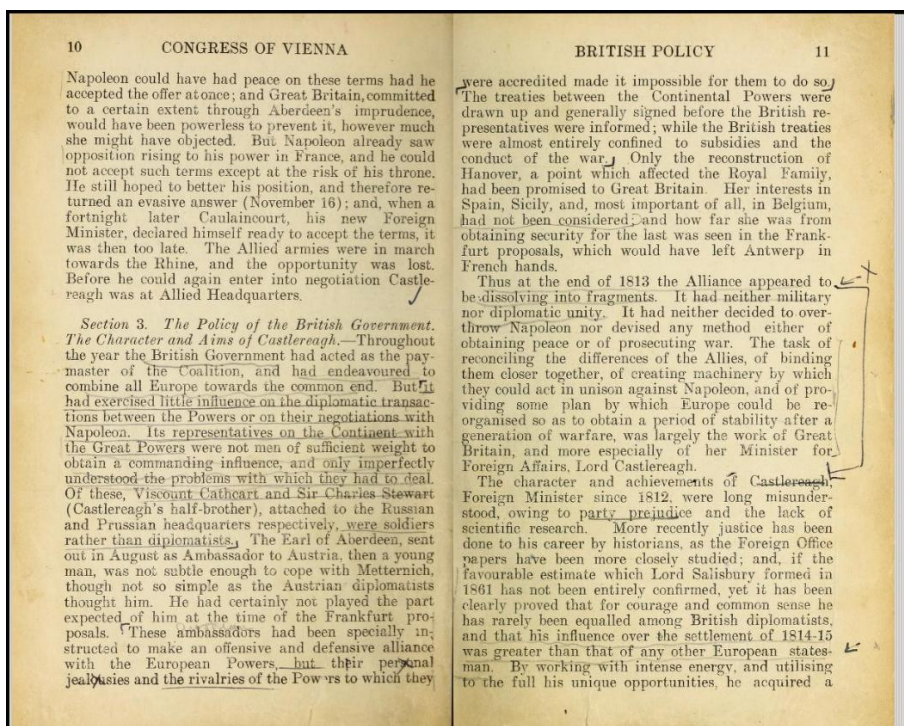 10 CONGRESS OF VIENNA
Napoleon could have had peace on these terms had he
accepted the offer at once; and Great Britain, committed
to a certain extent through Aberdeen's imprudence,
would have been powerless to prevent it, however much
she might have objected. But Napoleon already saw
opposition rising to his power in France, and he could
not accept such terms except at the risk of his throne.
He still hoped to better his position, and therefore re-
turned an evasive answer (November 16); and, when a
fortnight later Caulaincourt, his new Foreign
Minister, declared himself ready to accept the terms, it
was then too late. The Allied armies were in march
towards the Rhine, and the opportunity was lost.
Before he could again enter into negotiation Castle-
reagh was at Allied Headquarters.
Section 3. The Policy of the British Government.
The Character and Aims of Castlereagh.—Throughout
the year the British Government had acted as the pay-
master of the Coalition, and had endeavoured to
combine all Europe towards the common end. But it
had exercised little influence on the diplomatic transac-
tions between the Powers or on their negotiations with
Napoleon. Its representatives on the Continent with
the Great Powers were not men of sufficient weight to
obtain a commanding influence, and only imperfectly
understood the problems with which they had to deal.
Of these, Viscount Cathcart and Sir Charles Stewart
(Castlereagh's half-brother), attached to the Russian
and Prussian headquarters respectively, were soldiers
rather than diplomatists. The Earl of Aberdeen, sent
out in August as Ambassador to Austria, then a young
man, was not subtle enough to cope with Metternich,
though not so simple as the Austrian diplomatists
thought him. He had certainly not played the part
expected of him at the time of the Frankfurt pro-
posals. These ambassadors had been specially in-
structed to make an offensive and defensive alliance
with the European Powers, but their personal
jealousies and the rivalries of the Powers to which they
BRITISH POLICY 11
were accredited made it impossible for them to do so.
The treaties between the Continental Powers were
drawn up and generally signed before the British re-
presentatives were informed; while the British treaties
were almost entirely confined to subsidies and the
conduct of the war. Only the reconstruction of
Hanover, a point which affected the Royal Family,
had been promised to Great Britain. Her interests in
Spain, Sicily, and, most important of all, in Belgium,
had not been considered; and how far she was from
obtaining security for the last was seen in the Frank-
furt proposals, which would have left Antwerp in
French hands.
Thus at the end of 1813 the Alliance appeared to
be dissolving into fragments. It had neither military
nor diplomatic unity. It had neither decided to over-
throw Napoleon nor devised any method either of
obtaining peace or of prosecuting war. The task of
reconciling the differences of the Allies, of binding
them closer together, of creating machinery by which
they could act in unison against Napoleon, and of pro-
viding some plan by which Europe could be re-
organised so as to obtain a period of stability after a
generation of warfare, was largely the work of Great
Britain, and more especially of her Minister for
Foreign Affairs, Lord Castlereagh.
The character and achievements of Castlereagh,
Foreign Minister since 1812, were long misunder-
stood, owing to party prejudice and the lack of
scientific research. More recently justice has been
done to his career by historians, as the Foreign Office
papers have been more closely studied; and, if the
favourable estimate which Lord Salisbury formed in
1861 has not been entirely confirmed, yet it has been
clearly proved that for courage and common sense he
has rarely been equalled among British diplomatists,
and that his influence over the settlement of 1814-15
was greater than that of any other European states-
man. By working with intense energy, and utilising
to the full his unique opportunities, he acquired a